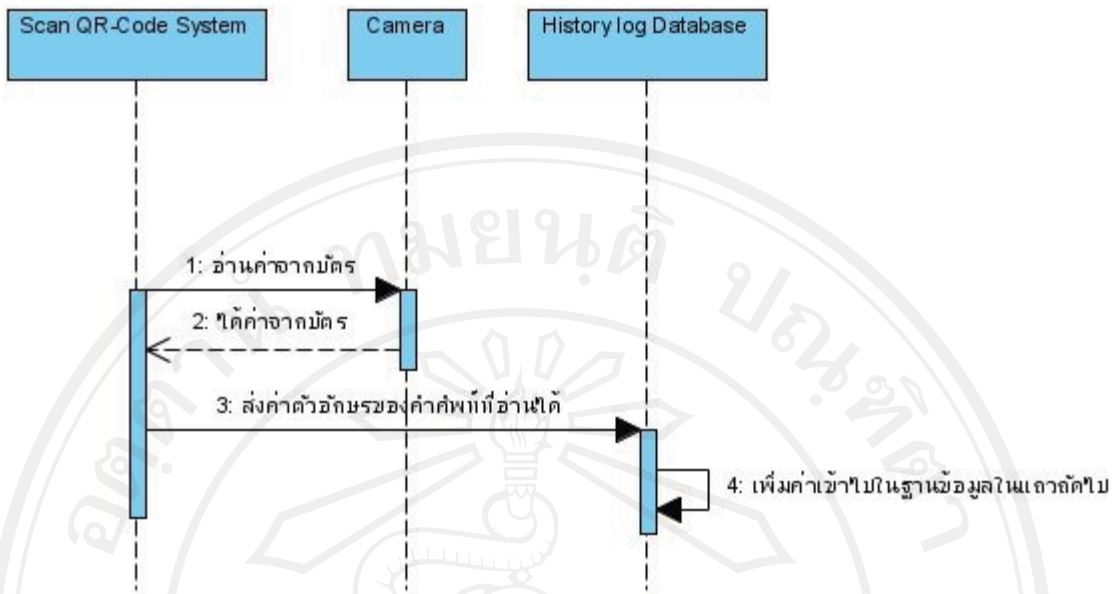 Scan QR-Code System
Camera
History log Database
1: อ่านค่าจากบัตร
2: ได้ค่าจากบัตร
3: ส่งค่าตัวอักษรของคำศัพท์ที่อ่านได้
4: เพิ่มค่าเข้าไปในฐานข้อมูลในแถวถัดไป